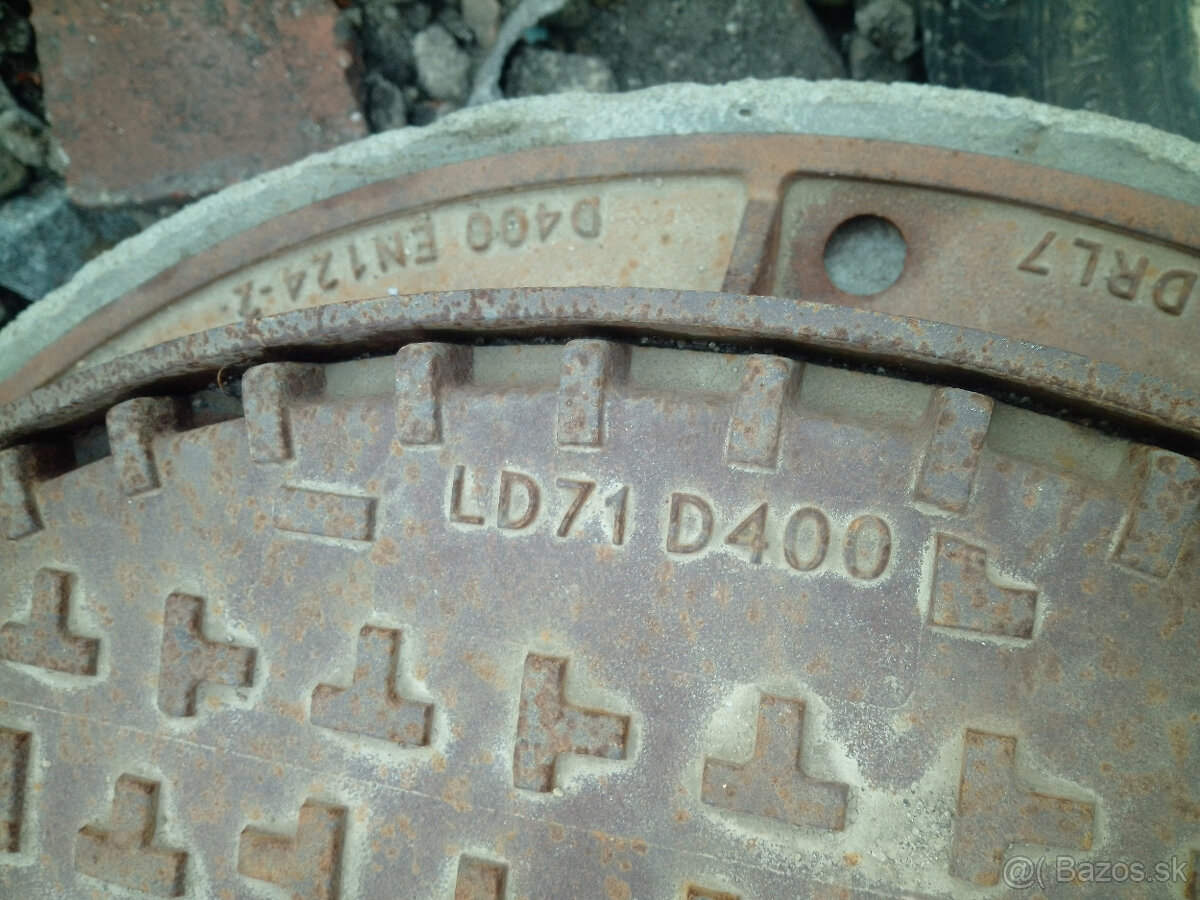 D400 EN124-2
DRL7
LD71 D400
@( Bazos.sk